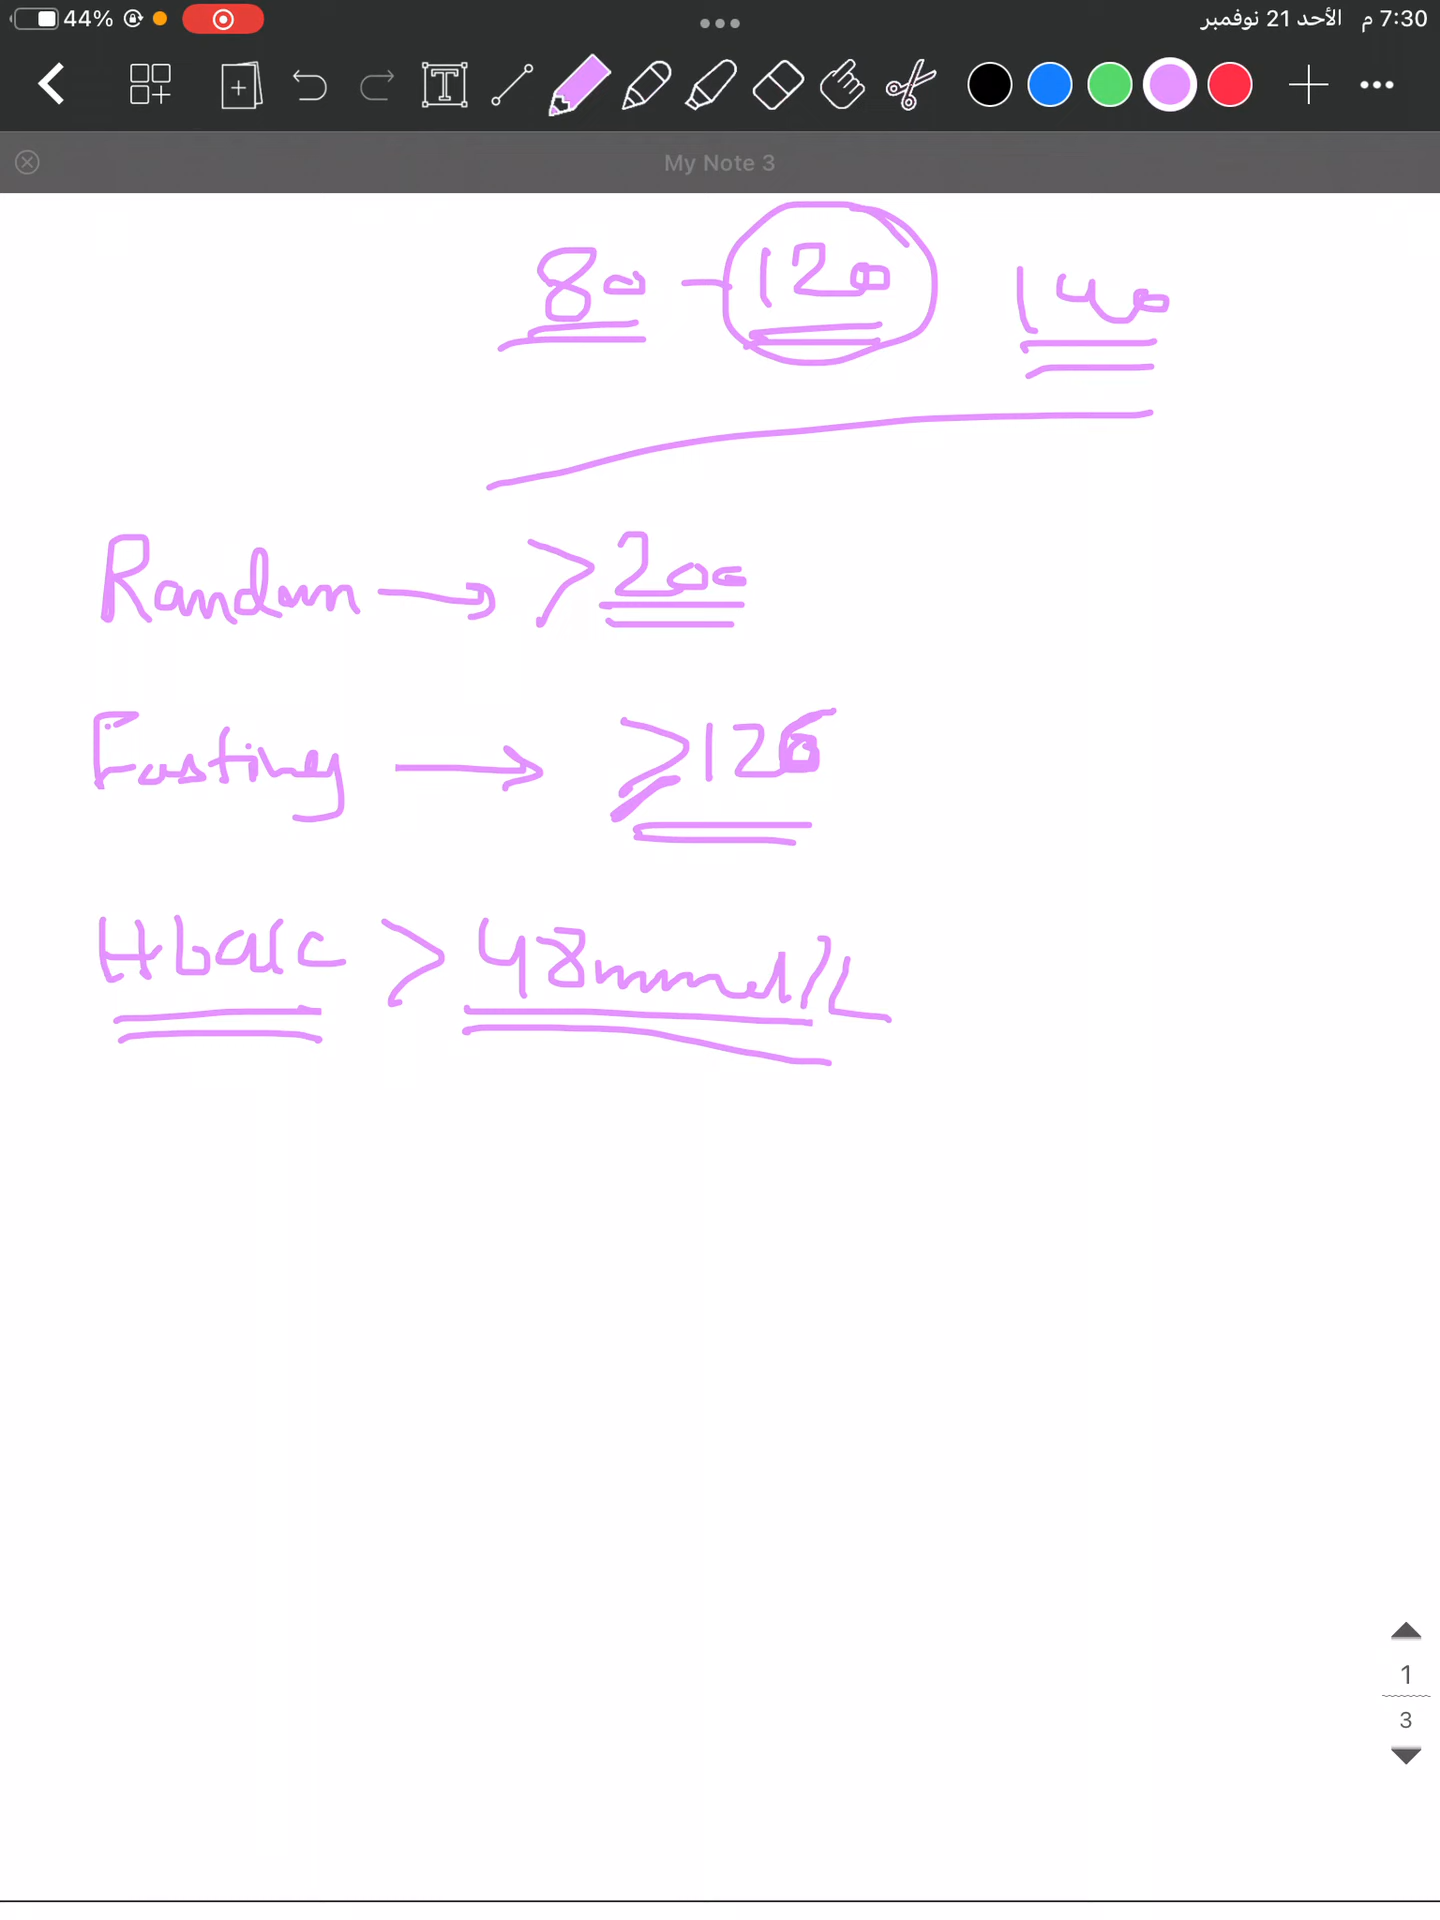 44% الأحد 21 نوفمبر 7:30 م
T
My Note 3
80 - 120 140
Random → > 200
Fasting → ≥ 126
Hba1c > 48mmol/L
1
3